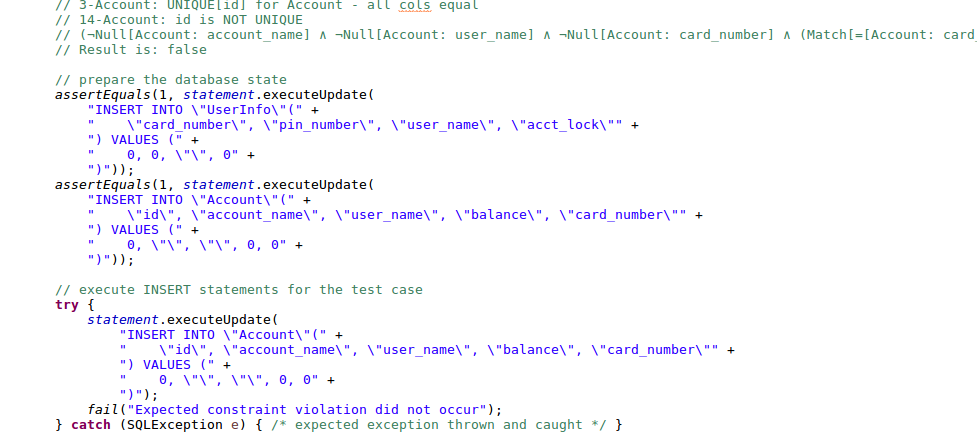 // 3-Account: UNIQUE[id] for Account - all cols equal
// 14-Account: id is NOT UNIQUE
// (¬Null[Account: account_name] ∧ ¬Null[Account: user_name] ∧ ¬Null[Account: card_number] ∧ (Match[=[Account: card_
// Result is: false
// prepare the database state
assertEquals(1, statement.executeUpdate(
"INSERT INTO \"UserInfo\"(" +
"    \"card_number\", \"pin_number\", \"user_name\", \"acct_lock\"" +
") VALUES (" +
"    0, 0, \"\", 0" +
")"));
assertEquals(1, statement.executeUpdate(
"INSERT INTO \"Account\"(" +
"    \"id\", \"account_name\", \"user_name\", \"balance\", \"card_number\"" +
") VALUES (" +
"    0, \"\", \"\", 0, 0" +
")"));
// execute INSERT statements for the test case
try {
statement.executeUpdate(
"INSERT INTO \"Account\"(" +
"    \"id\", \"account_name\", \"user_name\", \"balance\", \"card_number\"" +
") VALUES (" +
"    0, \"\", \"\", 0, 0" +
")");
fail("Expected constraint violation did not occur");
} catch (SQLException e) { /* expected exception thrown and caught */ }